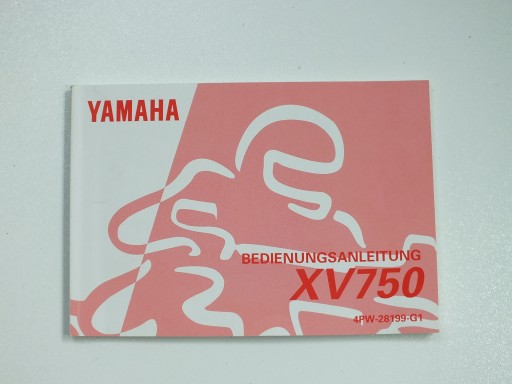 YAMAHA
BEDIENUNGSANLEITUNG
XV750
4PW-28199-G1